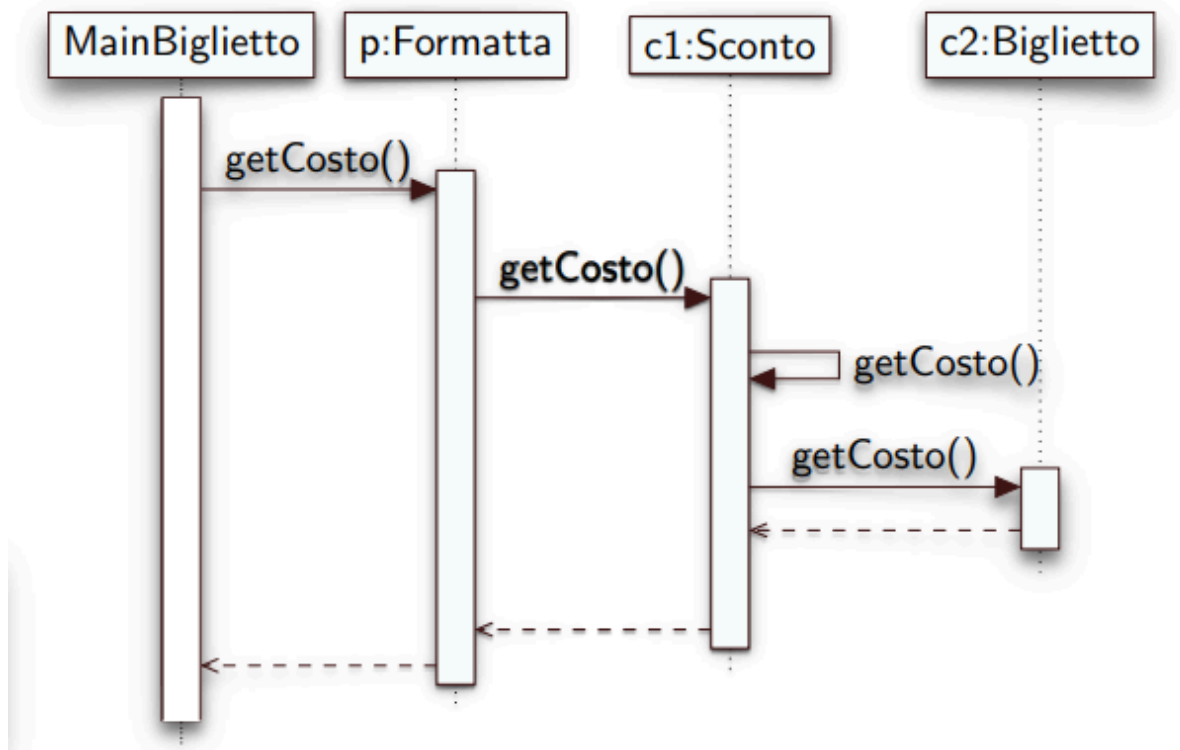 MainBiglietto
p:Formatta
c1:Sconto
c2:Biglietto
getCosto()
getCosto()
getCosto()
getCosto()